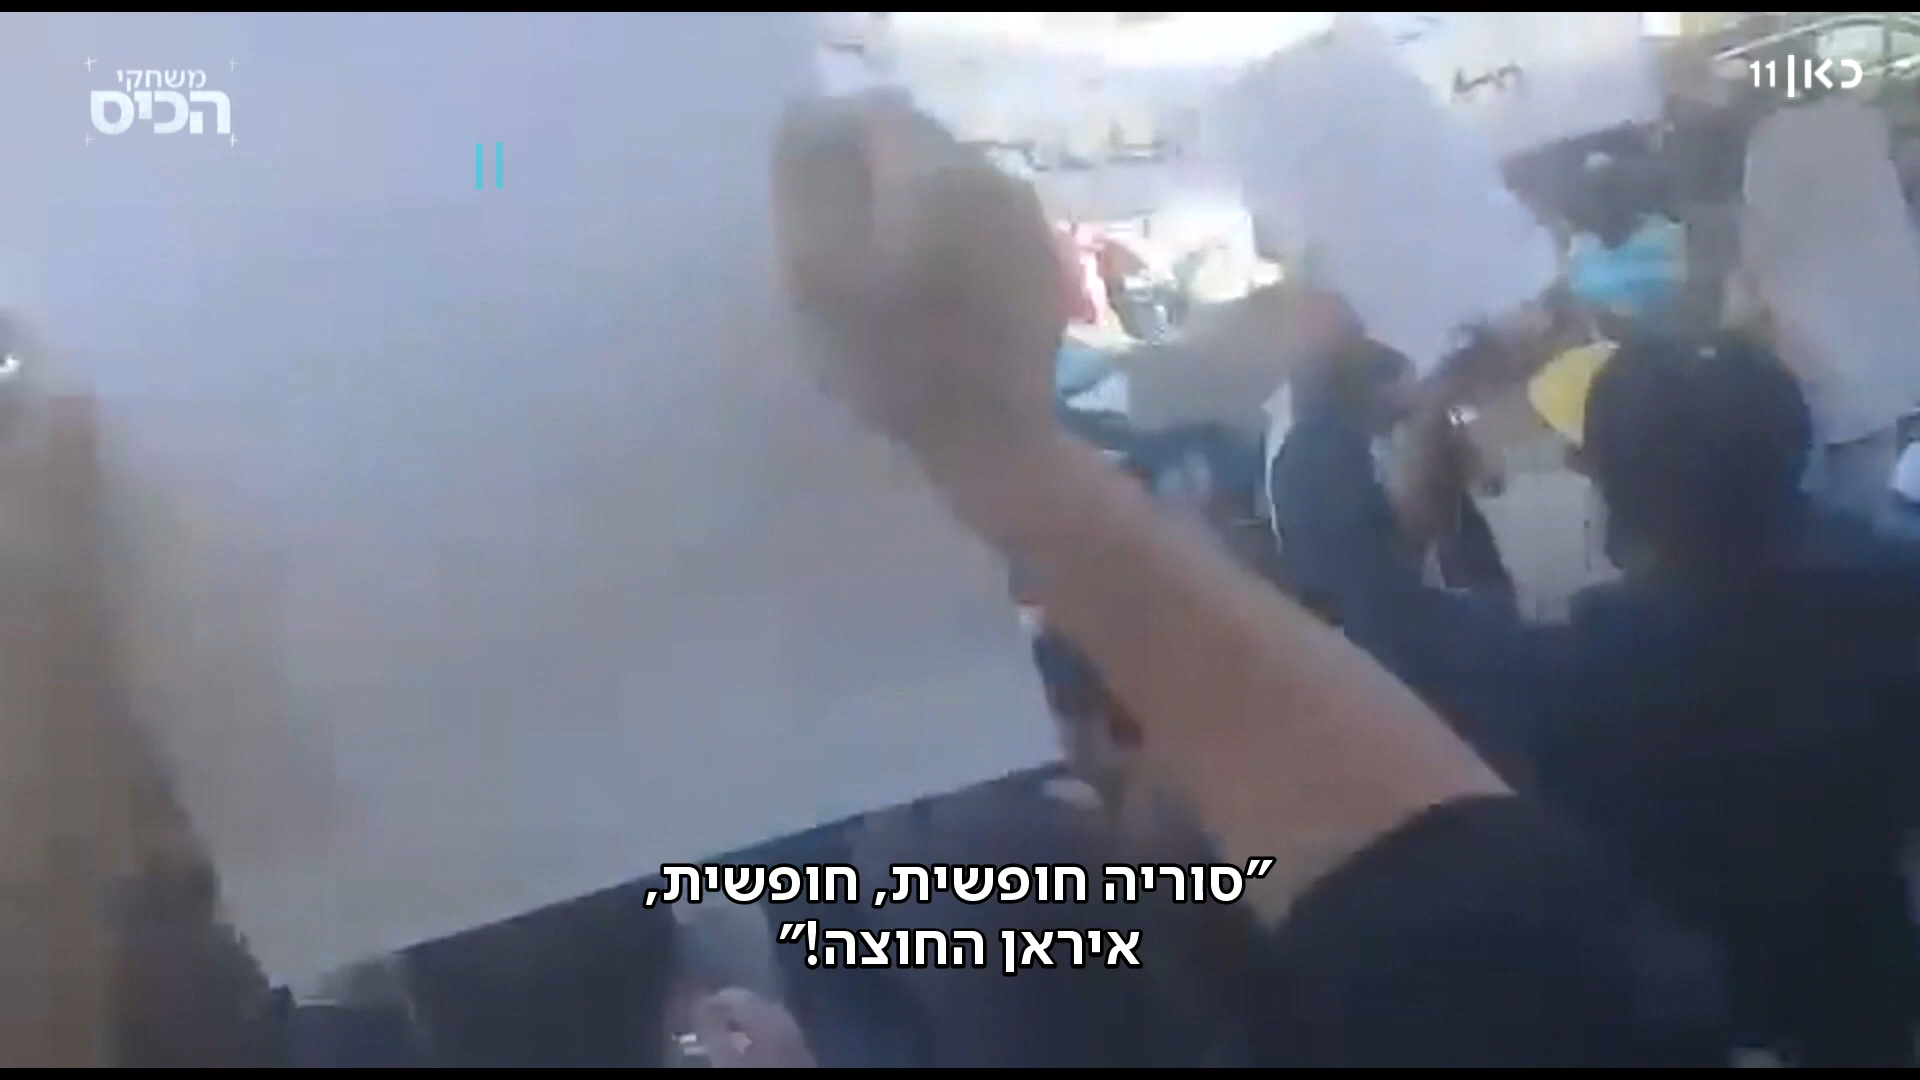 משחקי
הכיס
כאן 11
"סוריה חופשית, חופשית,
איראן החוצה!"